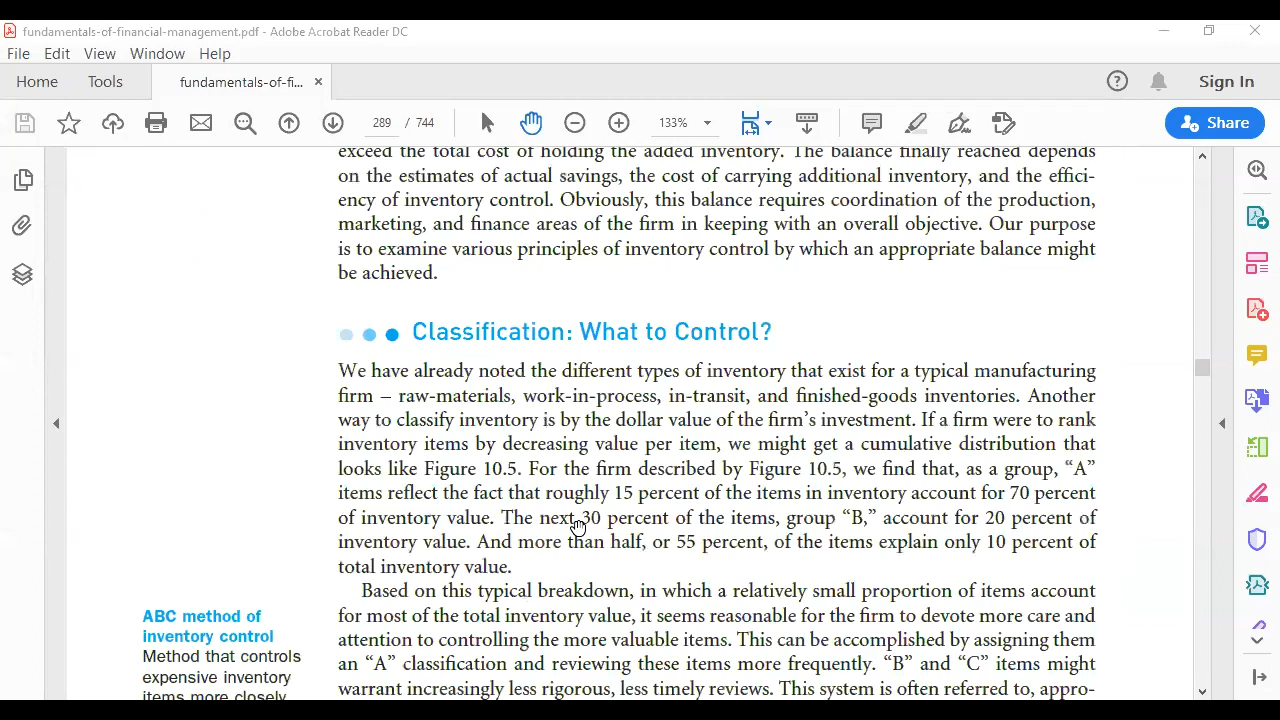 fundamentals-of-financial-management.pdf - Adobe Acrobat Reader DC
File Edit View Window Help
Home Tools fundamentals-of-fi... × Sign In
289 / 744 133% Share
exceed the total cost of holding the added inventory. The balance finally reached depends
on the estimates of actual savings, the cost of carrying additional inventory, and the effici-
ency of inventory control. Obviously, this balance requires coordination of the production,
marketing, and finance areas of the firm in keeping with an overall objective. Our purpose
is to examine various principles of inventory control by which an appropriate balance might
be achieved.
Classification: What to Control?
We have already noted the different types of inventory that exist for a typical manufacturing
firm – raw-materials, work-in-process, in-transit, and finished-goods inventories. Another
way to classify inventory is by the dollar value of the firm's investment. If a firm were to rank
inventory items by decreasing value per item, we might get a cumulative distribution that
looks like Figure 10.5. For the firm described by Figure 10.5, we find that, as a group, “A”
items reflect the fact that roughly 15 percent of the items in inventory account for 70 percent
of inventory value. The next 30 percent of the items, group “B,” account for 20 percent of
inventory value. And more than half, or 55 percent, of the items explain only 10 percent of
total inventory value.
Based on this typical breakdown, in which a relatively small proportion of items account
for most of the total inventory value, it seems reasonable for the firm to devote more care and
attention to controlling the more valuable items. This can be accomplished by assigning them
an “A” classification and reviewing these items more frequently. “B” and “C” items might
warrant increasingly less rigorous, less timely reviews. This system is often referred to, appro-
ABC method of
inventory control
Method that controls
expensive inventory
items more closely